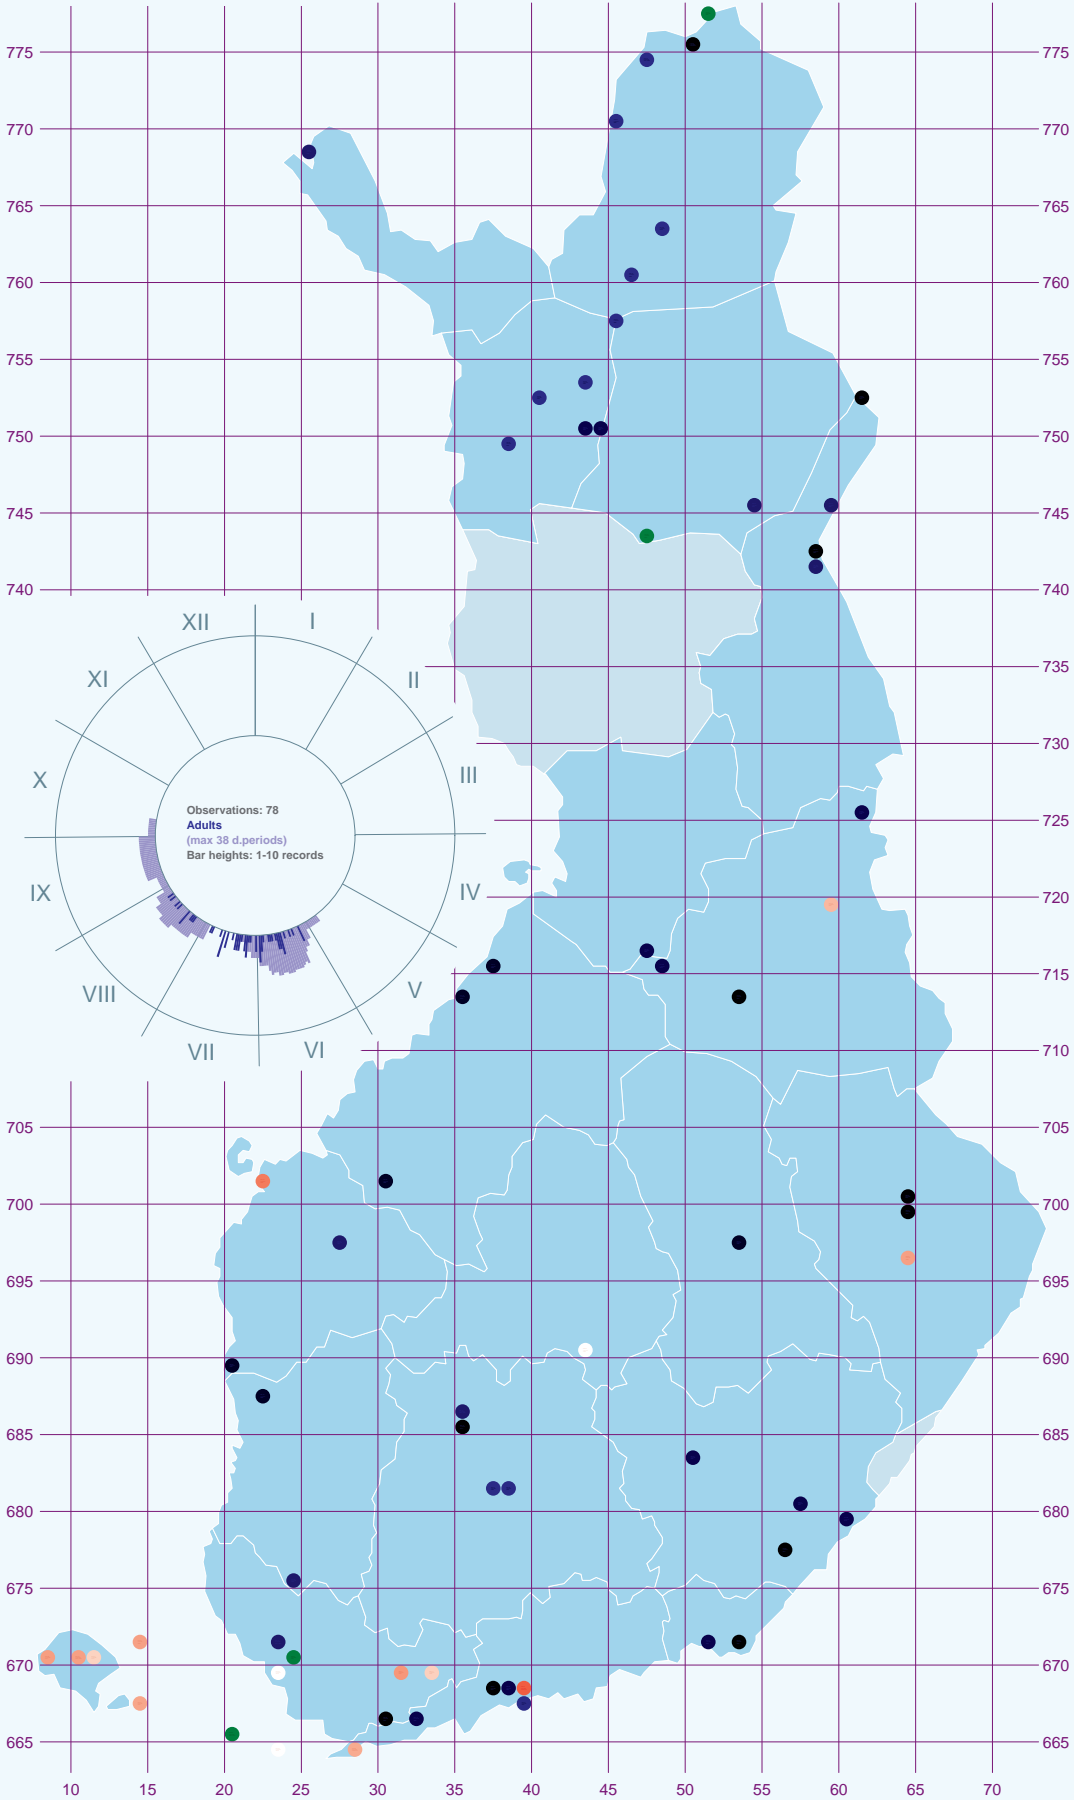 775 775
770 770
765 765
760 760
755 755
750 750
745 745
740 740
XII I
XI II
735
X III
730
Observations: 78
Adults
(max 38 d.periods)
Bar heights: 1-10 records
725
IX IV
720
VIII V
715
VII VI
710
705 705
700 700
695 695
690 690
685 685
680 680
675 675
670 670
665 665
10 15 20 25 30 35 40 45 50 55 60 65 70